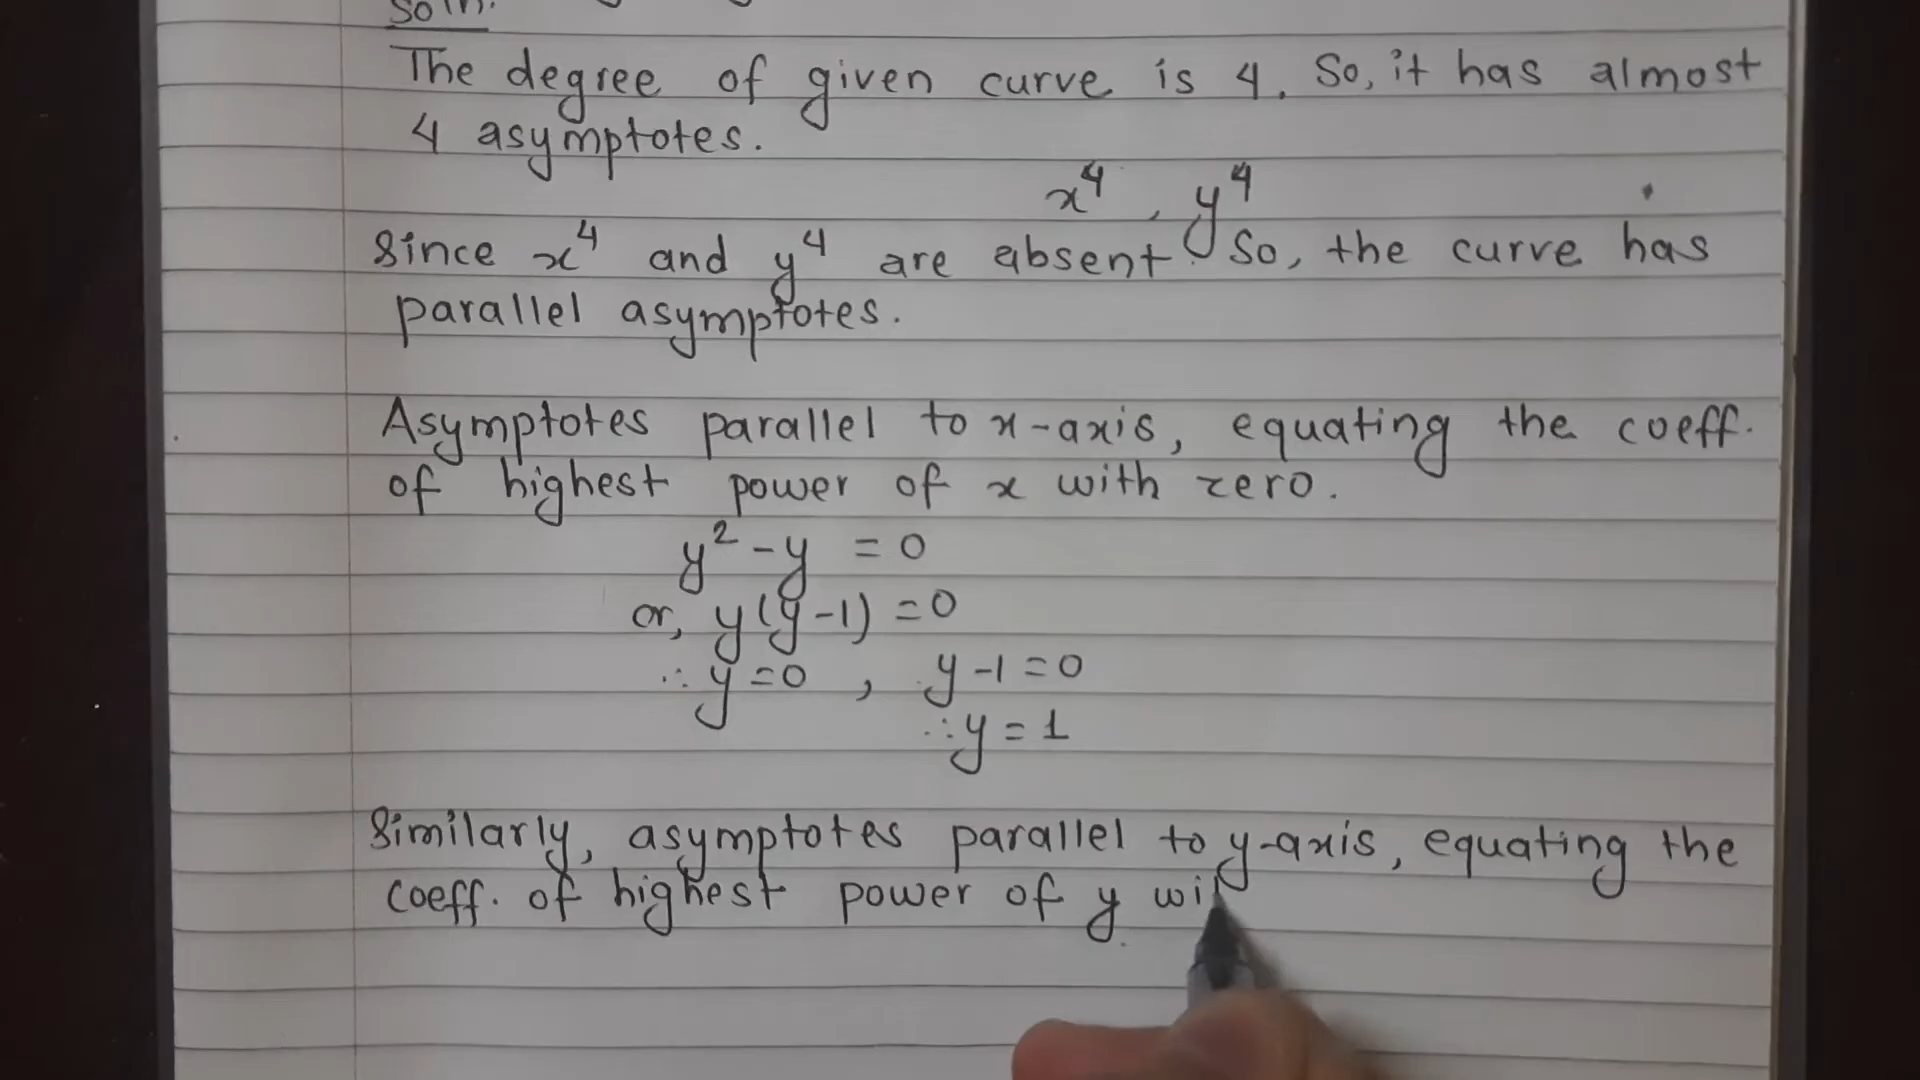 Soln:
The degree of given curve is 4. So, it has almost
4 asymptotes.
x⁴, y⁴
Since x⁴ and y⁴ are absent. So, the curve has
parallel asymptotes.
Asymptotes parallel to x-axis, equating the coeff.
of highest power of x with zero.
y² - y = 0
or, y(y-1) = 0
∴ y = 0 , y - 1 = 0
∴ y = 1
Similarly, asymptotes parallel to y-axis, equating the
coeff. of highest power of y wi